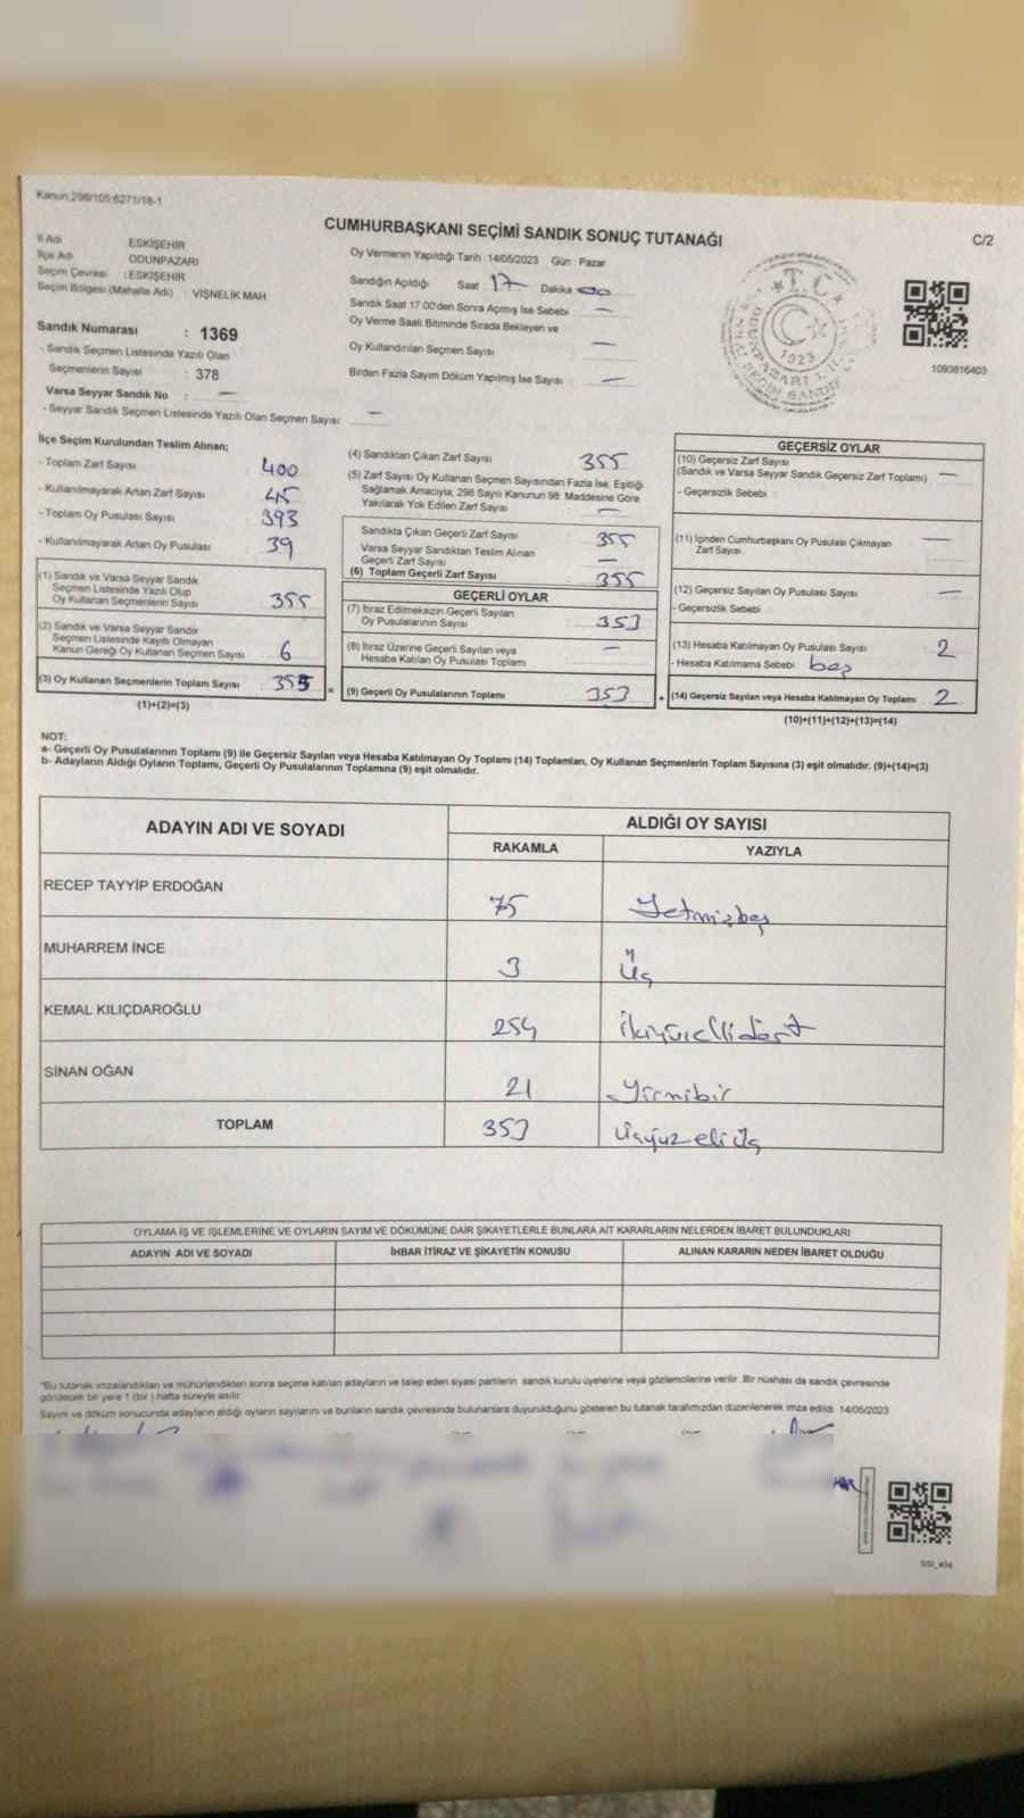 Kanun:298/105:6271/18-1
CUMHURBAŞKANI SEÇİMİ SANDIK SONUÇ TUTANAĞI
C/2
İl Adı ESKİŞEHİR
İlçe Adı ODUNPAZARI
Seçim Çevresi :ESKİŞEHİR
Seçim Bölgesi (Mahalle Adı) VİŞNELİK MAH
Sandık Numarası : 1369
- Sandık Seçmen Listesinde Yazılı Olan
Seçmenlerin Sayısı : 378
Varsa Seyyar Sandık No : —
- Seyyar Sandık Seçmen Listesinde Yazılı Olan Seçmen Sayısı: —
Oy Vermenin Yapıldığı Tarih :14/05/2023 Gün : Pazar
Sandığın Açıldığı Saat 17 Dakika 00
Sandık Saat 17.00'den Sonra Açımış İse Sebebi —
Oy Verme Saati Bitiminde Sırada Bekleyen ve
Oy Kullandırılan Seçmen Sayısı —
Birden Fazla Sayım Döküm Yapılmış İse Sayısı —
T.C.
1923
1093816403
İlçe Seçim Kurulundan Teslim Alınan;
- Toplam Zarf Sayısı 400
- Kullanılmayarak Artan Zarf Sayısı 45
- Toplam Oy Pusulası Sayısı 393
- Kullanılmayarak Artan Oy Pusulası 39
(1) Sandık ve Varsa Seyyar Sandık
Seçmen Listesinde Yazılı Olup
Oy Kullanan Seçmenlerin Sayısı 355
(2) Sandık ve Varsa Seyyar Sandık
Seçmen Listesinde Kayıtlı Olmayan
Kanun Gereği Oy Kullanan Seçmen Sayısı 6
(3) Oy Kullanan Seçmenlerin Toplam Sayısı 355 =
(1)+(2)=(3)
(4) Sandıktan Çıkan Zarf Sayısı 355
(5) Zarf Sayısı Oy Kullanan Seçmen Sayısından Fazla İse, Eşitliği
Sağlamak Amacıyla, 298 Sayılı Kanunun 98. Maddesine Göre
Yakılarak Yok Edilen Zarf Sayısı —
Sandıkta Çıkan Geçerli Zarf Sayısı 355
Varsa Seyyar Sandıktan Teslim Alınan
Geçerli Zarf Sayısı —
(6) Toplam Geçerli Zarf Sayısı 355
GEÇERLİ OYLAR
(7) İtiraz Edilmeksizin Geçerli Sayılan
Oy Pusulalarının Sayısı 353
(8) İtiraz Üzerine Geçerli Sayılan veya
Hesaba Katılan Oy Pusulası Toplamı —
(9) Geçerli Oy Pusulalarının Toplamı 353 +
GEÇERSİZ OYLAR
(10) Geçersiz Zarf Sayısı
(Sandık ve Varsa Seyyar Sandık Geçersiz Zarf Toplamı) —
- Geçersizlik Sebebi
(11) İçinden Cumhurbaşkanı Oy Pusulası Çıkmayan
Zarf Sayısı —
(12) Geçersiz Sayılan Oy Pusulası Sayısı —
- Geçersizlik Sebebi
(13) Hesaba Katılmayan Oy Pusulası Sayısı 2
- Hesaba Katılmama Sebebi : boş
(14) Geçersiz Sayılan veya Hesaba Katılmayan Oy Toplamı 2
(10)+(11)+(12)+(13)=(14)
NOT:
a- Geçerli Oy Pusulalarının Toplamı (9) ile Geçersiz Sayılan veya Hesaba Katılmayan Oy Toplamı (14) Toplamları, Oy Kullanan Seçmenlerin Toplam Sayısına (3) eşit olmalıdır. (9)+(14)=(3)
b- Adayların Aldığı Oyların Toplamı, Geçerli Oy Pusulalarının Toplamına (9) eşit olmalıdır.
ADAYIN ADI VE SOYADI ALDIĞI OY SAYISI
RAKAMLA YAZIYLA
RECEP TAYYİP ERDOĞAN 75 Yetmişbeş
MUHARREM İNCE 3 Üç
KEMAL KILIÇDAROĞLU 254 İkiyüzellidört
SİNAN OĞAN 21 Yirmibir
TOPLAM 353 Üçyüz elli Üç
OYLAMA İŞ VE İŞLEMLERİNE VE OYLARIN SAYIM VE DÖKÜMÜNE DAİR ŞİKAYETLERLE BUNLARA AİT KARARLARIN NELERDEN İBARET BULUNDUKLARI
ADAYIN ADI VE SOYADI İHBAR İTİRAZ VE ŞİKAYETİN KONUSU ALINAN KARARIN NEDEN İBARET OLDUĞU
*Bu tutanak imzalandıktan ve mühürlendikten sonra seçime katılan adayların ve talep eden siyasi partilerin sandık kurulu üyelerine veya gözlemcilerine verilir. Bir nüshası da sandık çevresinde
görülecek bir yere 1 (bir ) hafta süreyle asılır.
Sayım ve döküm sonucunda adayların aldığı oyların sayılarını ve bunların sandık çevresinde bulunanlara duyurulduğunu gösteren bu tutanak tarafımızdan düzenlenerek imza edildi. 14/05/2023